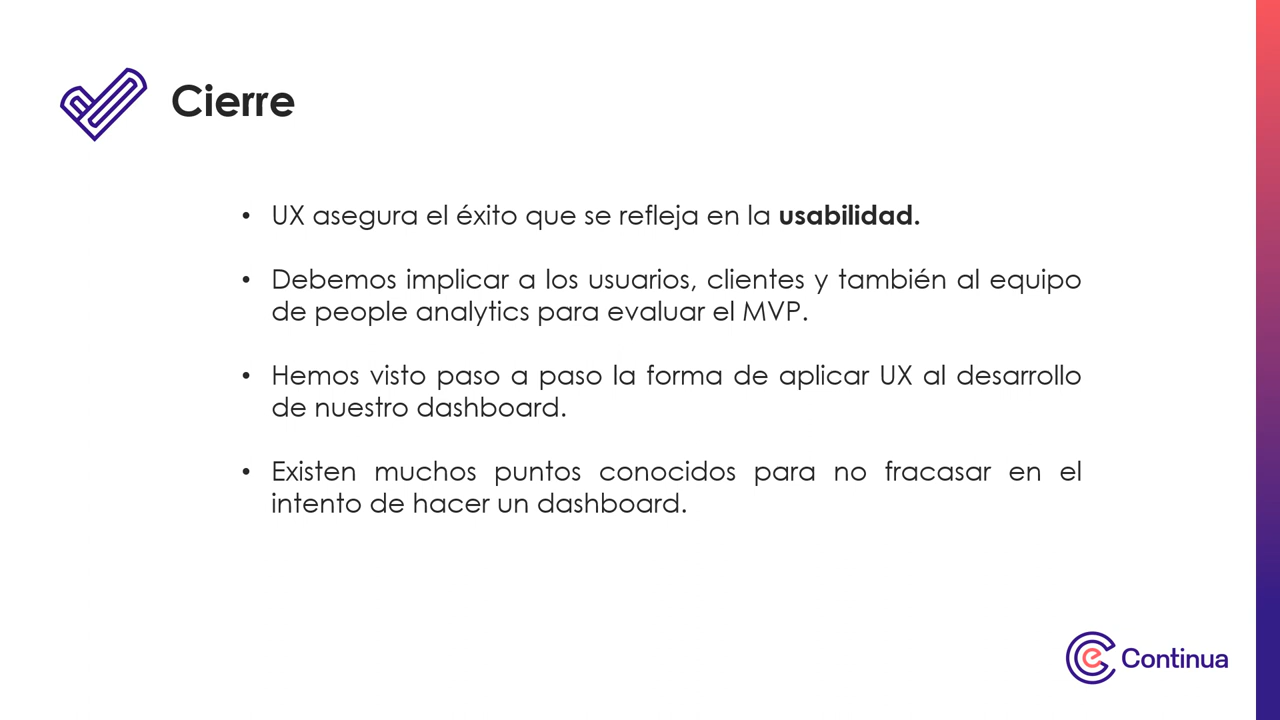 Cierre
• UX asegura el éxito que se refleja en la usabilidad.
• Debemos implicar a los usuarios, clientes y también al equipo
de people analytics para evaluar el MVP.
• Hemos visto paso a paso la forma de aplicar UX al desarrollo
de nuestro dashboard.
• Existen muchos puntos conocidos para no fracasar en el
intento de hacer un dashboard.
Continua